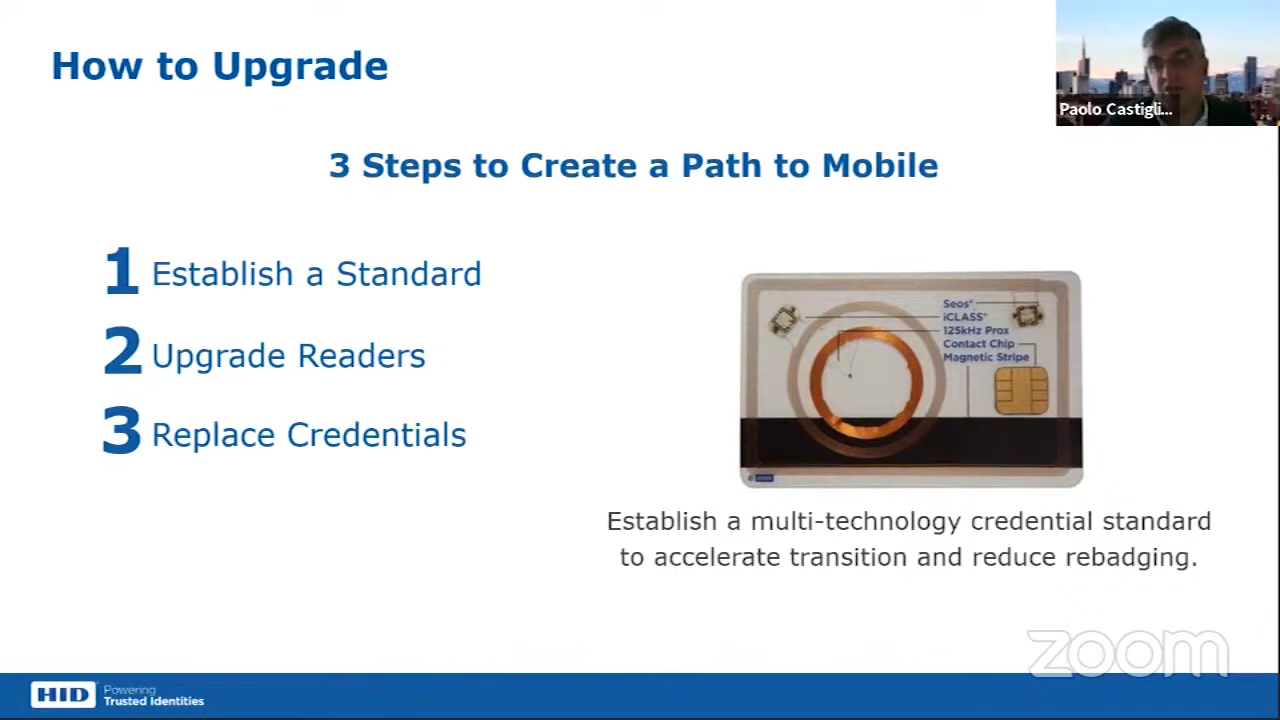 How to Upgrade
Paolo Castigli...
3 Steps to Create a Path to Mobile
1 Establish a Standard
2 Upgrade Readers
3 Replace Credentials
Seos®
iCLASS®
125kHz Prox
Contact Chip
Magnetic Stripe
Establish a multi-technology credential standard
to accelerate transition and reduce rebadging.
zoom
HID Powering
Trusted Identities